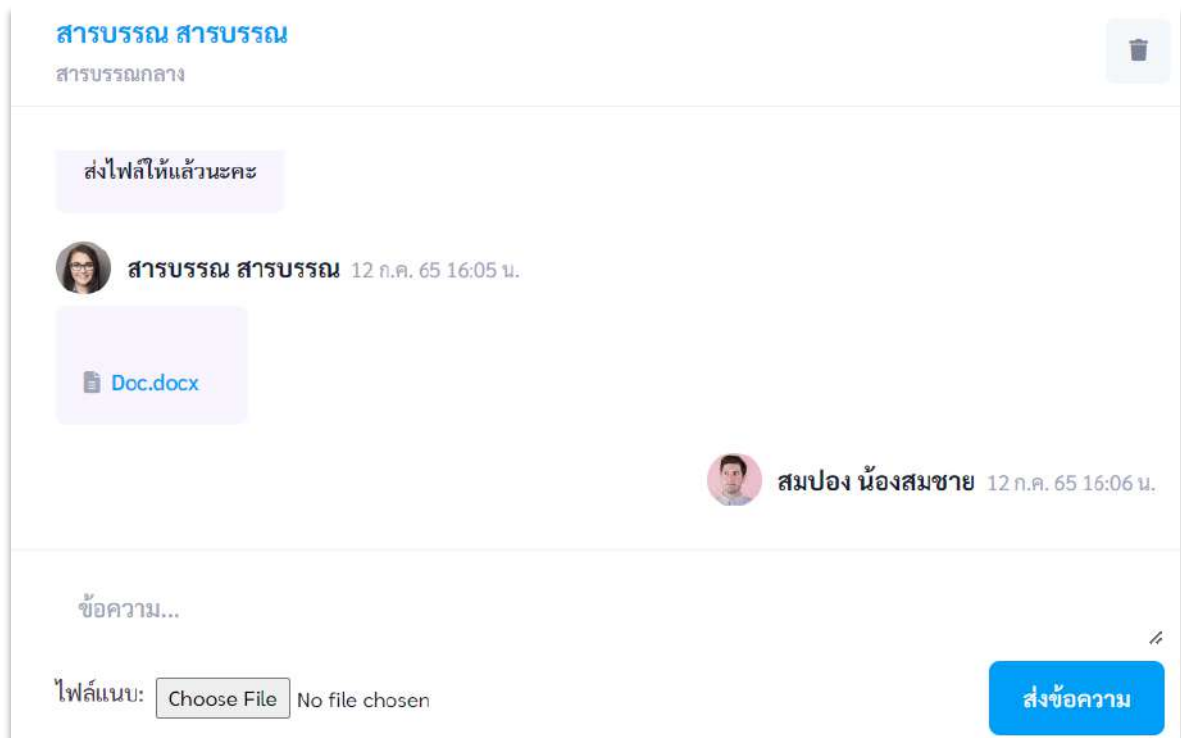 สารบรรณ สารบรรณ
สารบรรณกลาง
ส่งไฟล์ให้แล้วนะคะ
สารบรรณ สารบรรณ 12 ก.ค. 65 16:05 น.
Doc.docx
สมปอง น้องสมชาย 12 ก.ค. 65 16:06 น.
ข้อความ...
ไฟล์แนบ: Choose File No file chosen
ส่งข้อความ